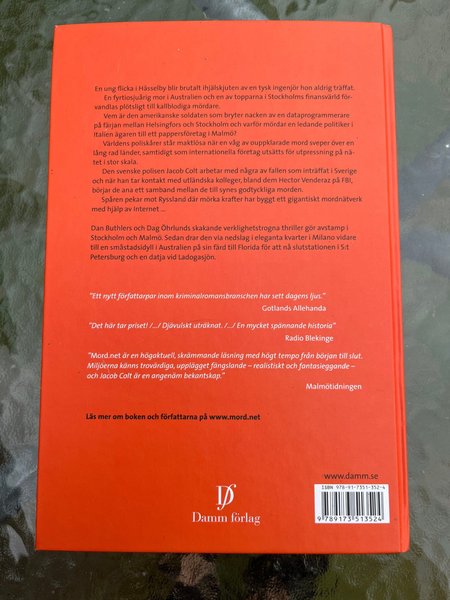 En ung flicka i Hässelby blir brutalt ihjälskjuten av en tysk ingenjör hon aldrig träffat.
En fyrtiosjuårig mor i Australien och en av topparna i Stockholms finansvärld för-
vandlas plötsligt till kallblodiga mördare.
Vem är den amerikanske soldaten som bryter nacken av en dataprogrammerare
på färjan mellan Helsingfors och Stockholm och varför mördar en ledande politiker i
Italien ägaren till ett pappersföretag i Malmö?
Världens poliskårer står maktlösa när en våg av ouppklarade mord sveper över en
lång rad länder, samtidigt som internationella företag utsätts för utpressning på nä-
tet i stor skala.
Den svenske polisen Jacob Colt arbetar med några av fallen som inträffat i Sverige
och när han tar kontakt med utländska kolleger, bland dem Hector Venderaz på FBI,
börjar de ana ett samband mellan de till synes godtyckliga morden.
Spåren pekar mot Ryssland där mörka krafter har byggt ett gigantiskt mordnätverk
med hjälp av Internet ...
Dan Buthlers och Dag Öhrlunds skakande verklighetstrogna thriller gör avstamp i
Stockholm och Malmö. Sedan drar den via nedslag i eleganta kvarter i Milano vidare
till en småstadsidyll i Australien på sin färd till Florida för att nå slutstationen i S:t
Petersburg och en datja vid Ladogasjön.
"Ett nytt författarpar inom kriminalromansbranschen har sett dagens ljus."
Gotlands Allehanda
"Det här tar priset! /.../ Djävulskt uträknat. /.../ En mycket spännande historia"
Radio Blekinge
"Mord.net är en högaktuell, skrämmande läsning med högt tempo från början till slut.
Miljöerna känns trovärdiga, upplägget fängslande – realistiskt och fantasieggande –
och Jacob Colt är en angenäm bekantskap."
Malmötidningen
Läs mer om boken och författarna på www.mord.net
www.damm.se
ISBN 978-91-7351-352-4
9 789173 513524
Df
Damm förlag